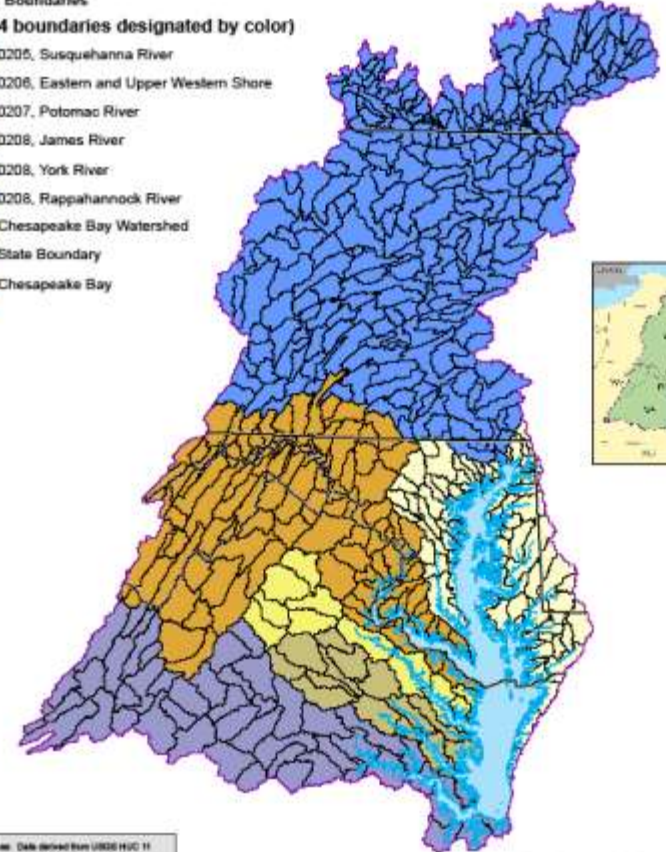 Boundaries
4 boundaries designated by color)
0205, Susquehanna River
0206, Eastern and Upper Western Shore
0207, Potomac River
0208, James River
0208, York River
0208, Rappahannock River
Chesapeake Bay Watershed
State Boundary
Chesapeake Bay
Data derived from USGS HUC 11